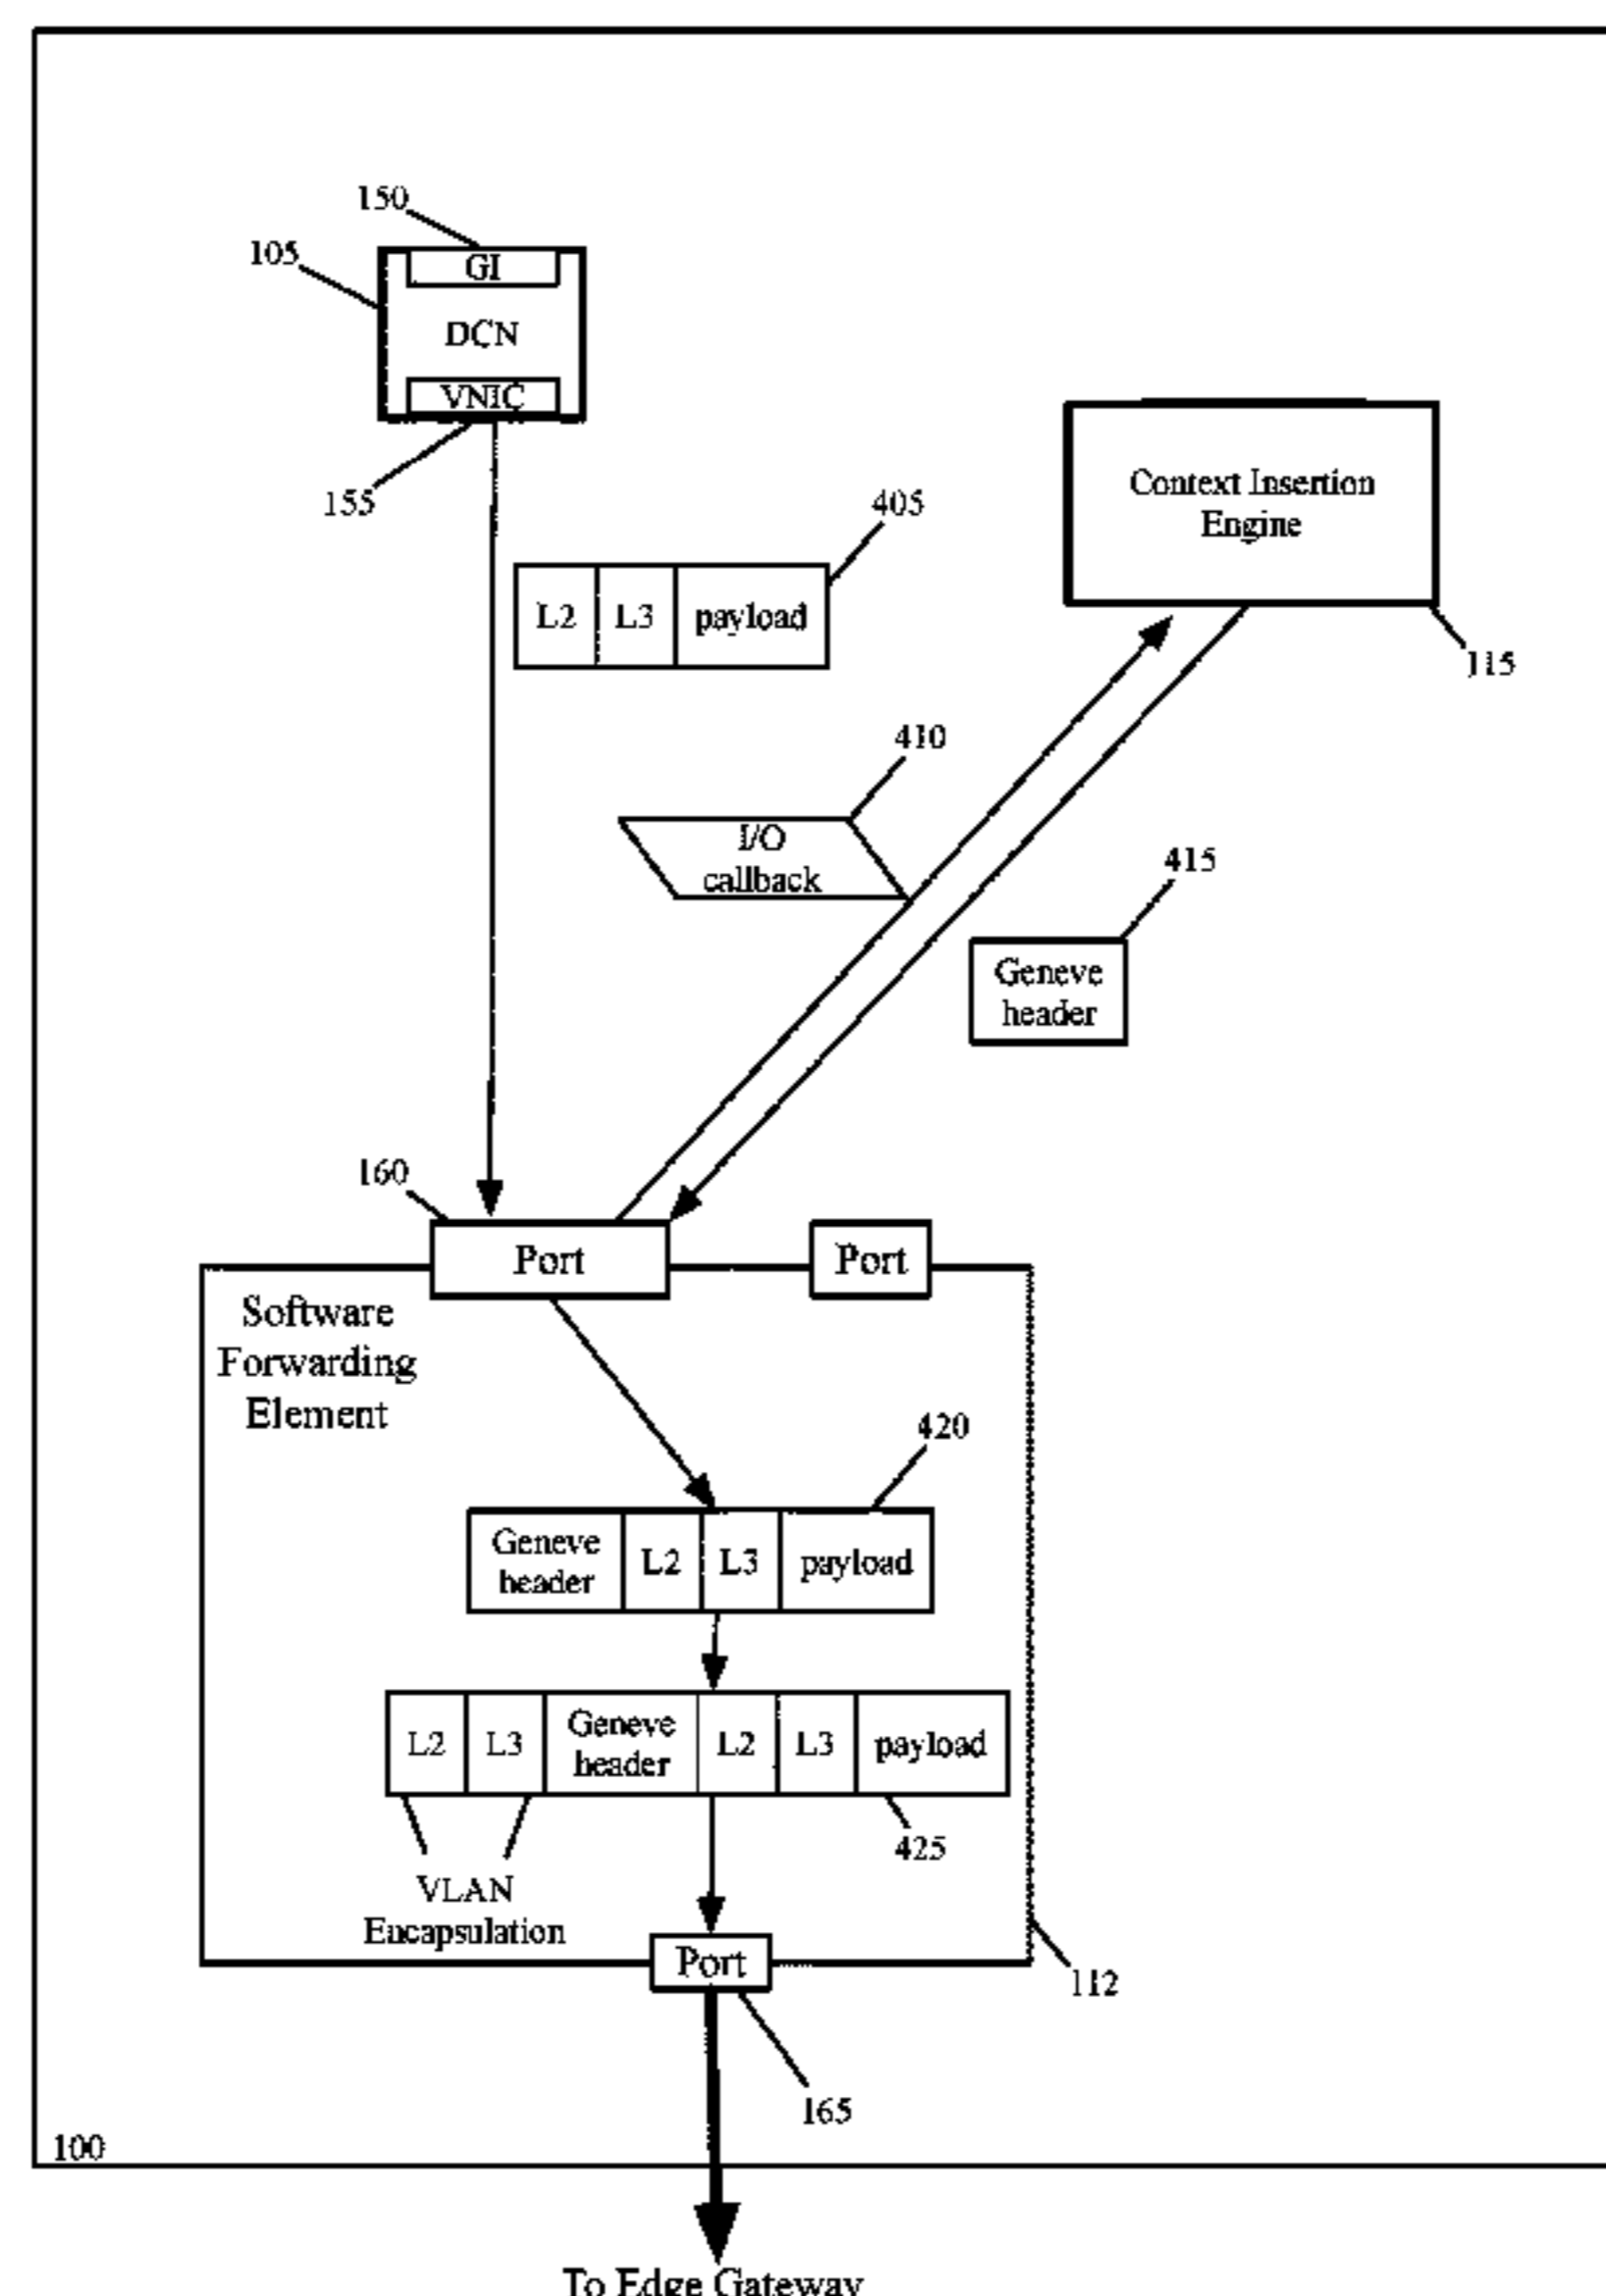 150
105
GI
DCN
VNIC
155
405
L2 L3 payload
Context Insertion
Engine
115
410
I/O
callback
415
Geneve
header
160
Port
Port
Software
Forwarding
Element
420
Geneve
header
L2 L3 payload
L2 L3
Geneve
header
L2 L3 payload
425
VLAN
Encapsulation
Port
112
165
100
To Edge Gateway